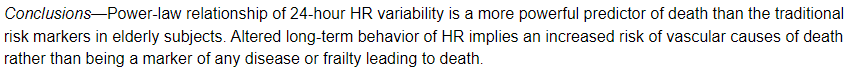 Conclusions—Power-law relationship of 24-hour HR variability is a more powerful predictor of death than the traditional
risk markers in elderly subjects. Altered long-term behavior of HR implies an increased risk of vascular causes of death
rather than being a marker of any disease or frailty leading to death.